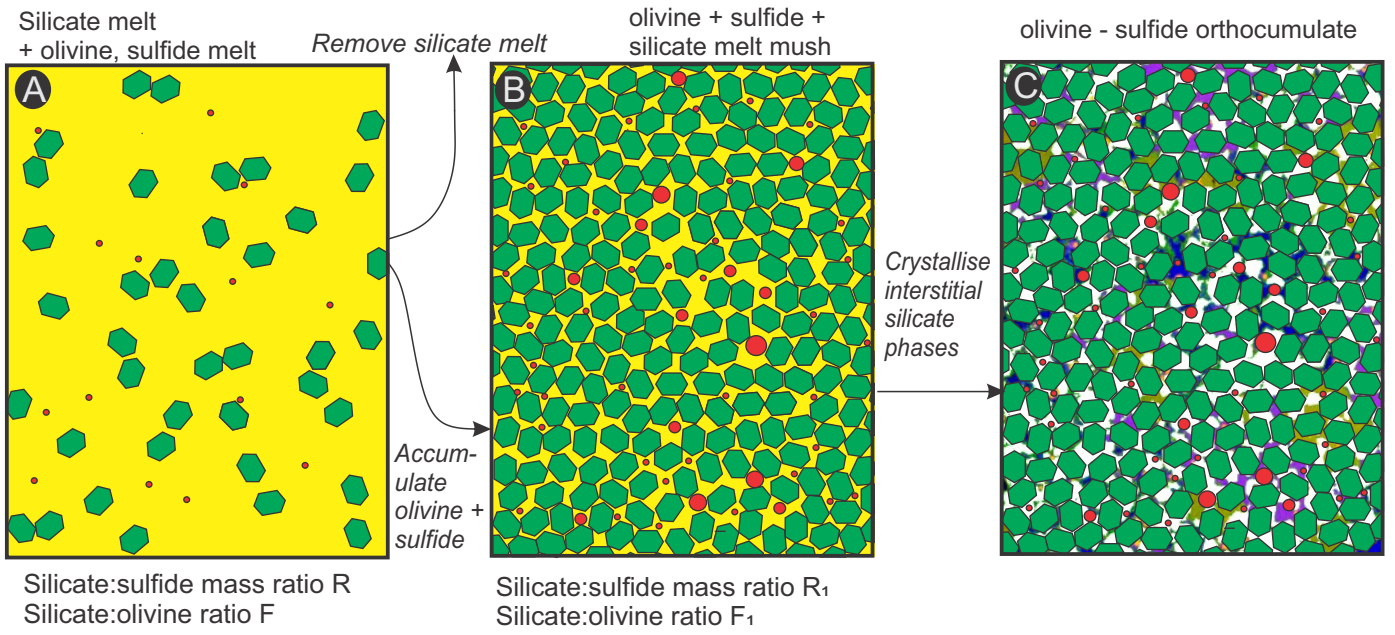 Silicate melt
+ olivine, sulfide melt
Remove silicate melt
olivine + sulfide +
silicate melt mush
olivine - sulfide orthocumulate
A
B
C
Accum-
ulate
olivine +
sulfide
Crystallise
interstitial
silicate
phases
Silicate:sulfide mass ratio R
Silicate:olivine ratio F
Silicate:sulfide mass ratio R₁
Silicate:olivine ratio F₁